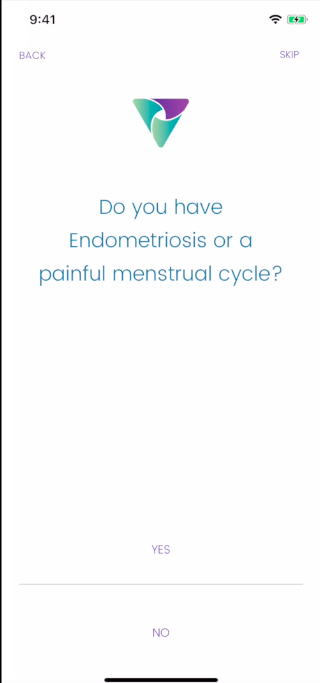 9:41
BACK
SKIP
Do you have
Endometriosis or a
painful menstrual cycle?
YES
NO